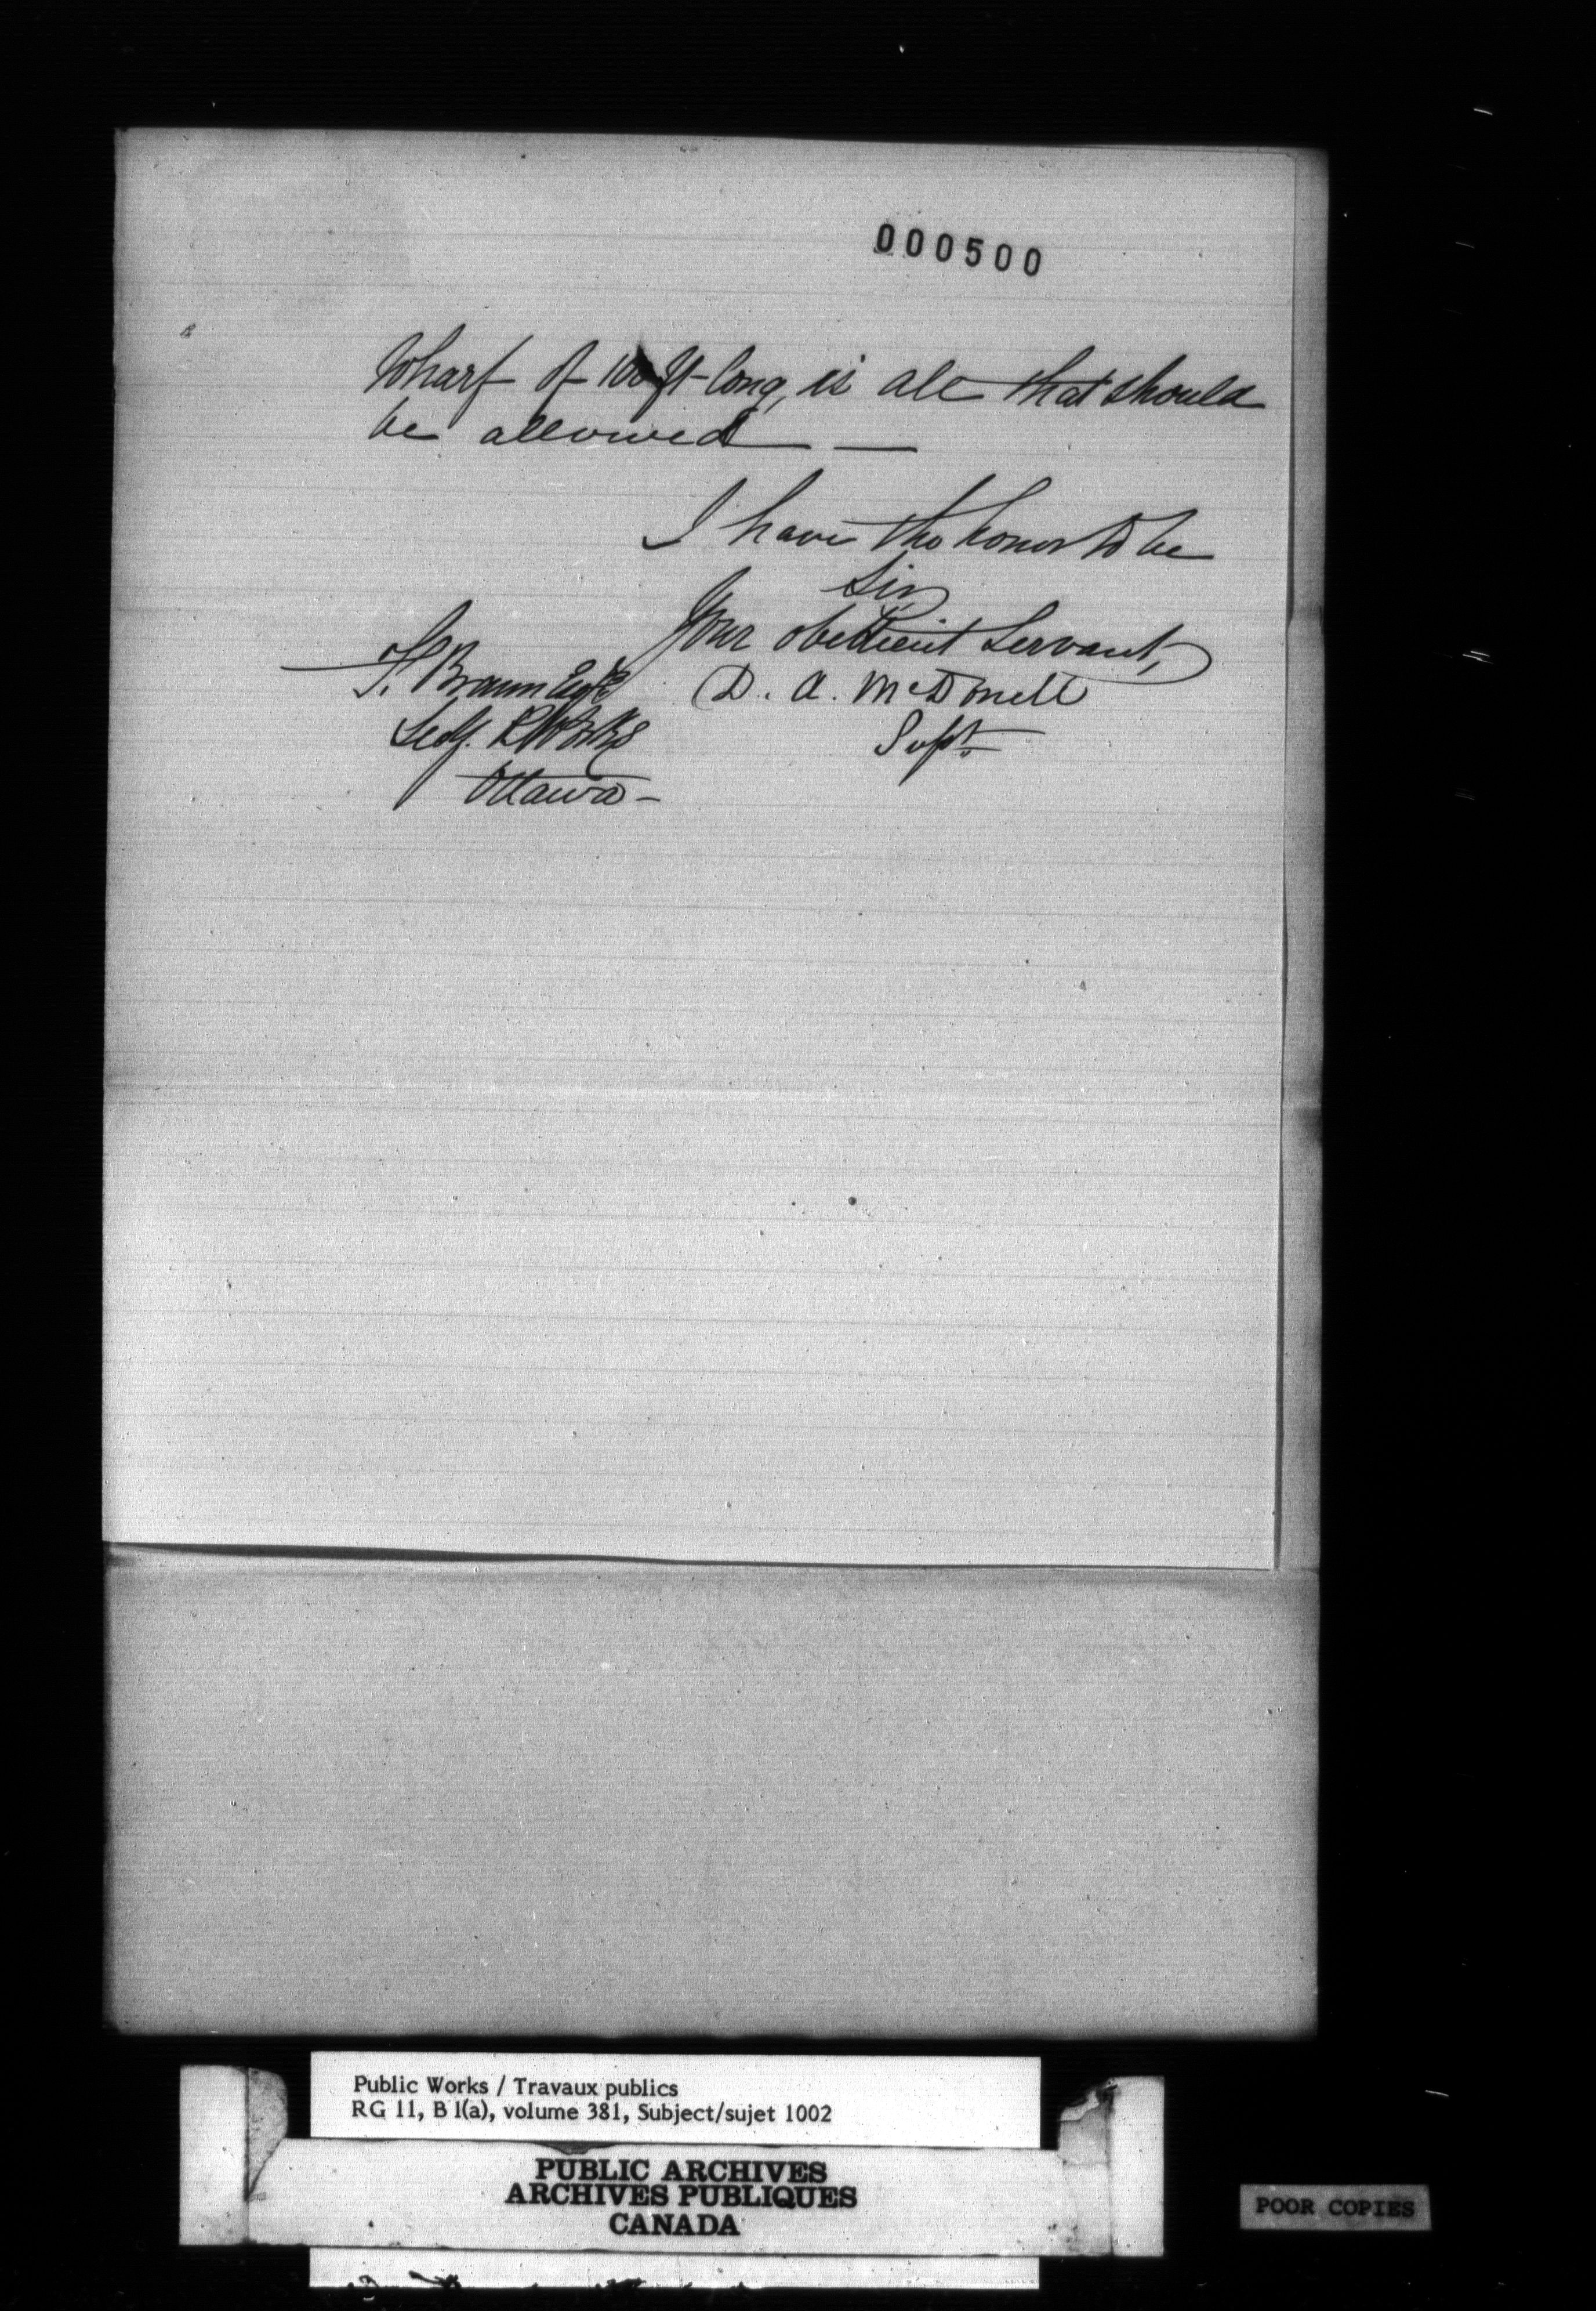 000500
Wharf of 100 ft long, is all that should
be allowed —
I have the honor to be
Sir,
Your obedient Servant,
D. A. McDonell
Supt.
F. Braun Esqre
Secy. P. Works
Ottawa –
Public Works / Travaux publics
RG 11, B 1(a), volume 381, Subject/sujet 1002
PUBLIC ARCHIVES
ARCHIVES PUBLIQUES
CANADA
POOR COPIES